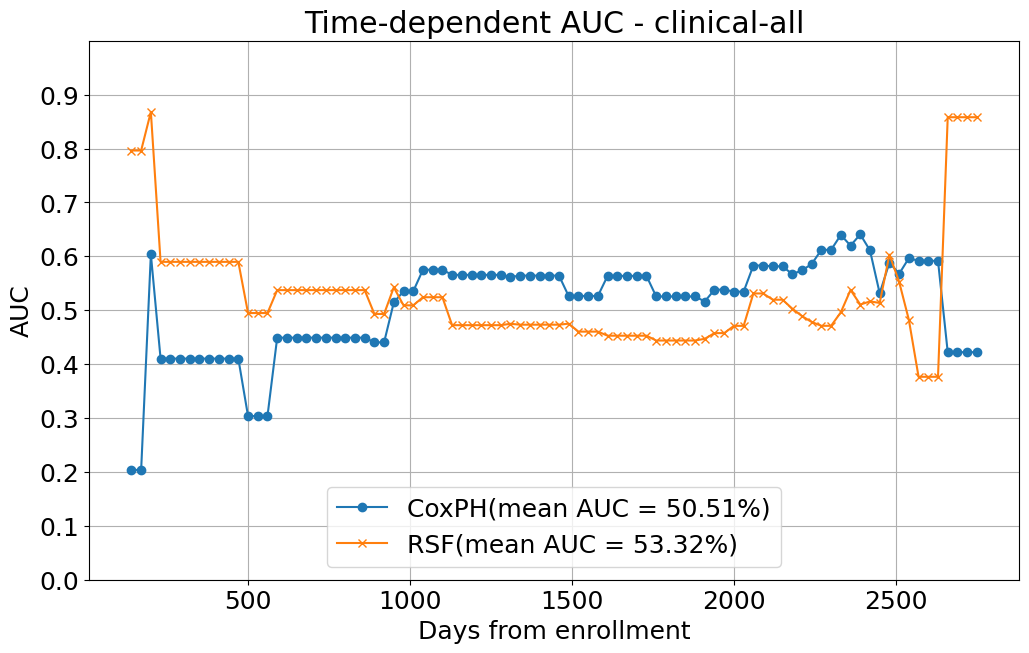 Time-dependent AUC - clinical-all
AUC
0.9
0.8
0.7
0.6
0.5
0.4
0.3
0.2
0.1
0.0
CoxPH(mean AUC = 50.51%)
RSF(mean AUC = 53.32%)
500 1000 1500 2000 2500
Days from enrollment